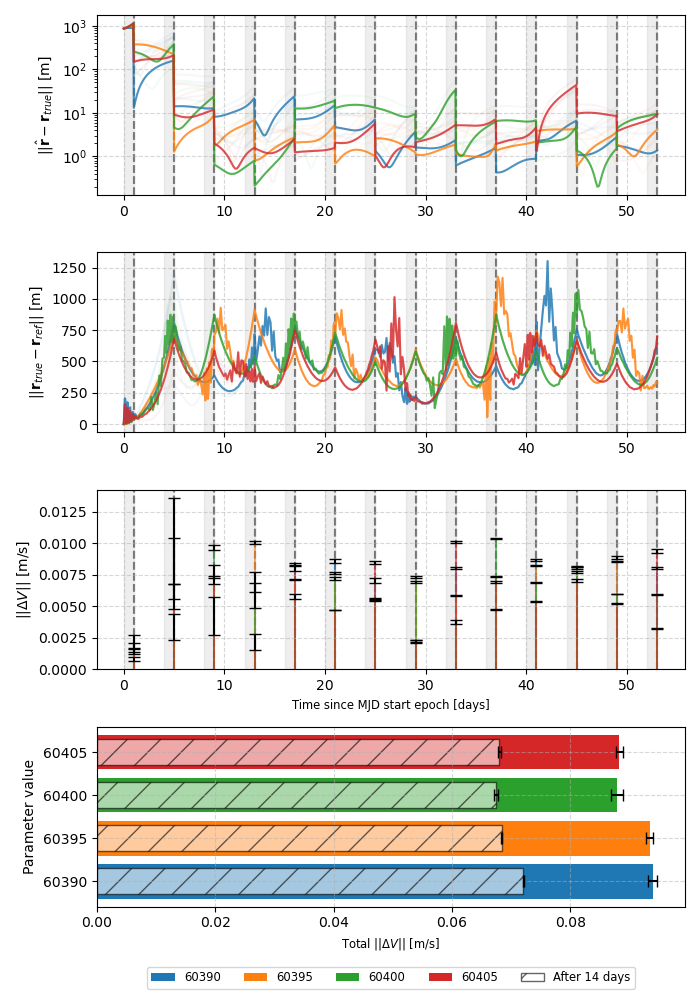 ||r̂ − r_true|| [m]
10³
10²
10¹
10⁰
0 10 20 30 40 50
||r_true − r_ref|| [m]
1250
1000
750
500
250
0
0 10 20 30 40 50
||ΔV|| [m/s]
0.0125
0.0100
0.0075
0.0050
0.0025
0.0000
0 10 20 30 40 50
Time since MJD start epoch [days]
Parameter value
60405
60400
60395
60390
0.00 0.02 0.04 0.06 0.08
Total ||ΔV|| [m/s]
60390 60395 60400 60405 After 14 days